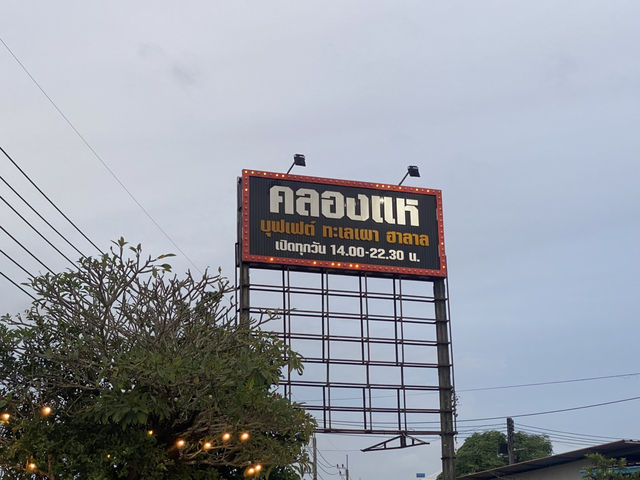 คลองแห
บุฟเฟต์ ทะเลเผา ฮาลาล
เปิดทุกวัน 14.00-22.30 น.